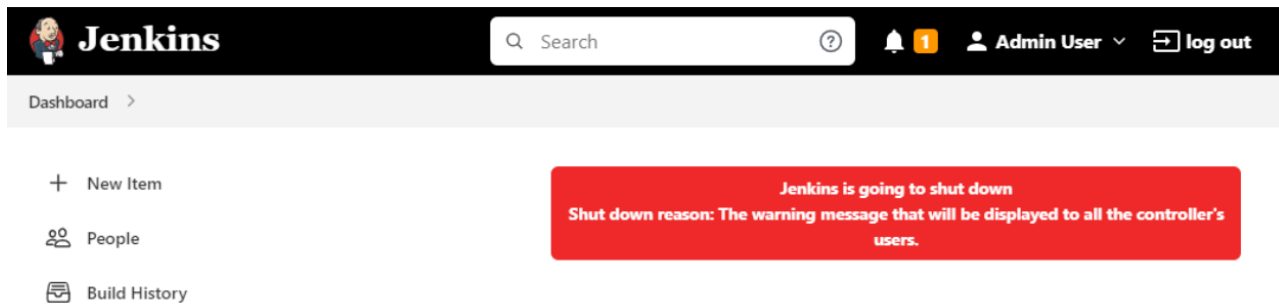 Jenkins
Search
1
Admin User
log out
Dashboard
New Item
Jenkins is going to shut down
Shut down reason: The warning message that will be displayed to all the controller's
users.
People
Build History